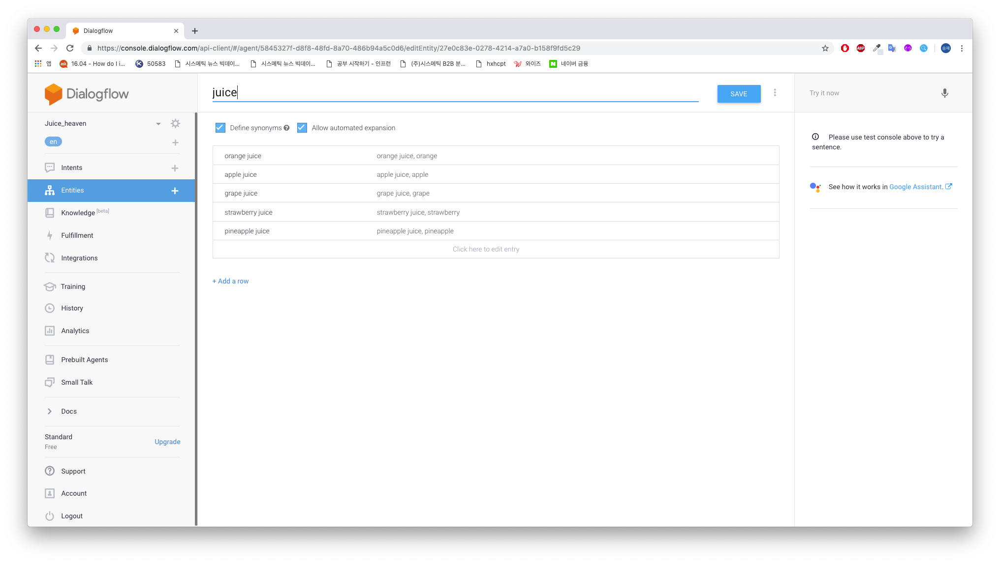 Dialogflow
https://console.dialogflow.com/api-client/#/agent/5845327f-d8f8-48fd-8a70-486b94a5c0d6/editEntity/27e0c83e-0278-4214-a7a0-b158f9fd5c29
ABP
승재
앱
ask 16.04 - How do I i...
K 50583
시스메틱 뉴스 빅데이...
시스메틱 뉴스 빅데이...
공부 시작하기 - 인프런
(주)시스메틱 B2B 분...
hxhcpt
와이즈
N 네이버 금융
Dialogflow
Juice_heaven
en
Intents
Entities
Knowledge [beta]
Fulfillment
Integrations
Training
History
Analytics
Prebuilt Agents
Small Talk
Docs
Standard
Free
Upgrade
Support
Account
Logout
juice
SAVE
Define synonyms
Allow automated expansion
orange juice orange juice, orange
apple juice apple juice, apple
grape juice grape juice, grape
strawberry juice strawberry juice, strawberry
pineapple juice pineapple juice, pineapple
Click here to edit entry
+ Add a row
Try it now
Please use test console above to try a
sentence.
See how it works in Google Assistant.